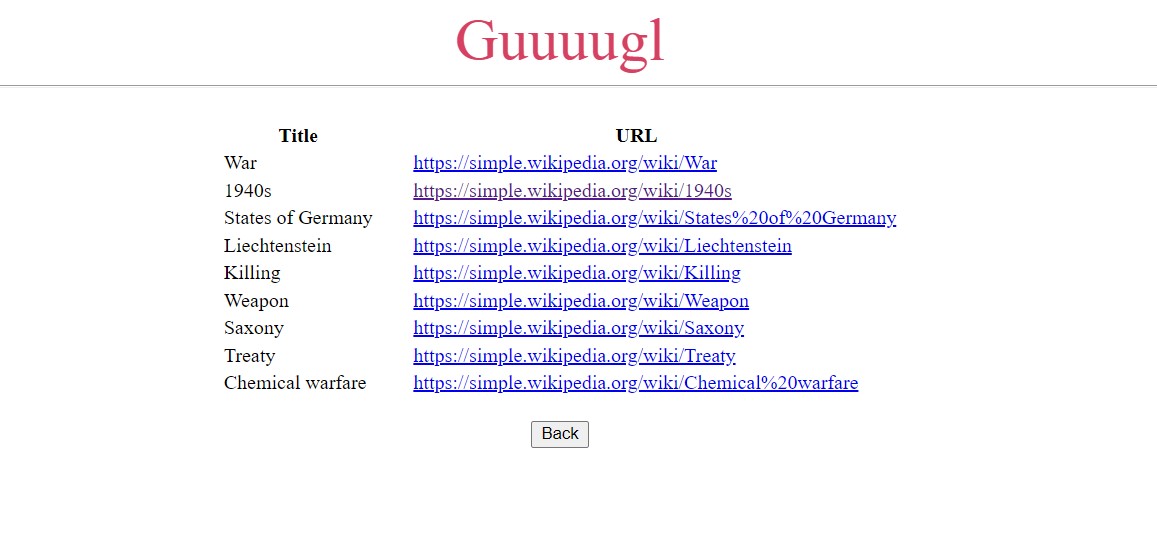 Guuuugl
Title URL
War https://simple.wikipedia.org/wiki/War
1940s https://simple.wikipedia.org/wiki/1940s
States of Germany https://simple.wikipedia.org/wiki/States%20of%20Germany
Liechtenstein https://simple.wikipedia.org/wiki/Liechtenstein
Killing https://simple.wikipedia.org/wiki/Killing
Weapon https://simple.wikipedia.org/wiki/Weapon
Saxony https://simple.wikipedia.org/wiki/Saxony
Treaty https://simple.wikipedia.org/wiki/Treaty
Chemical warfare https://simple.wikipedia.org/wiki/Chemical%20warfare
Back